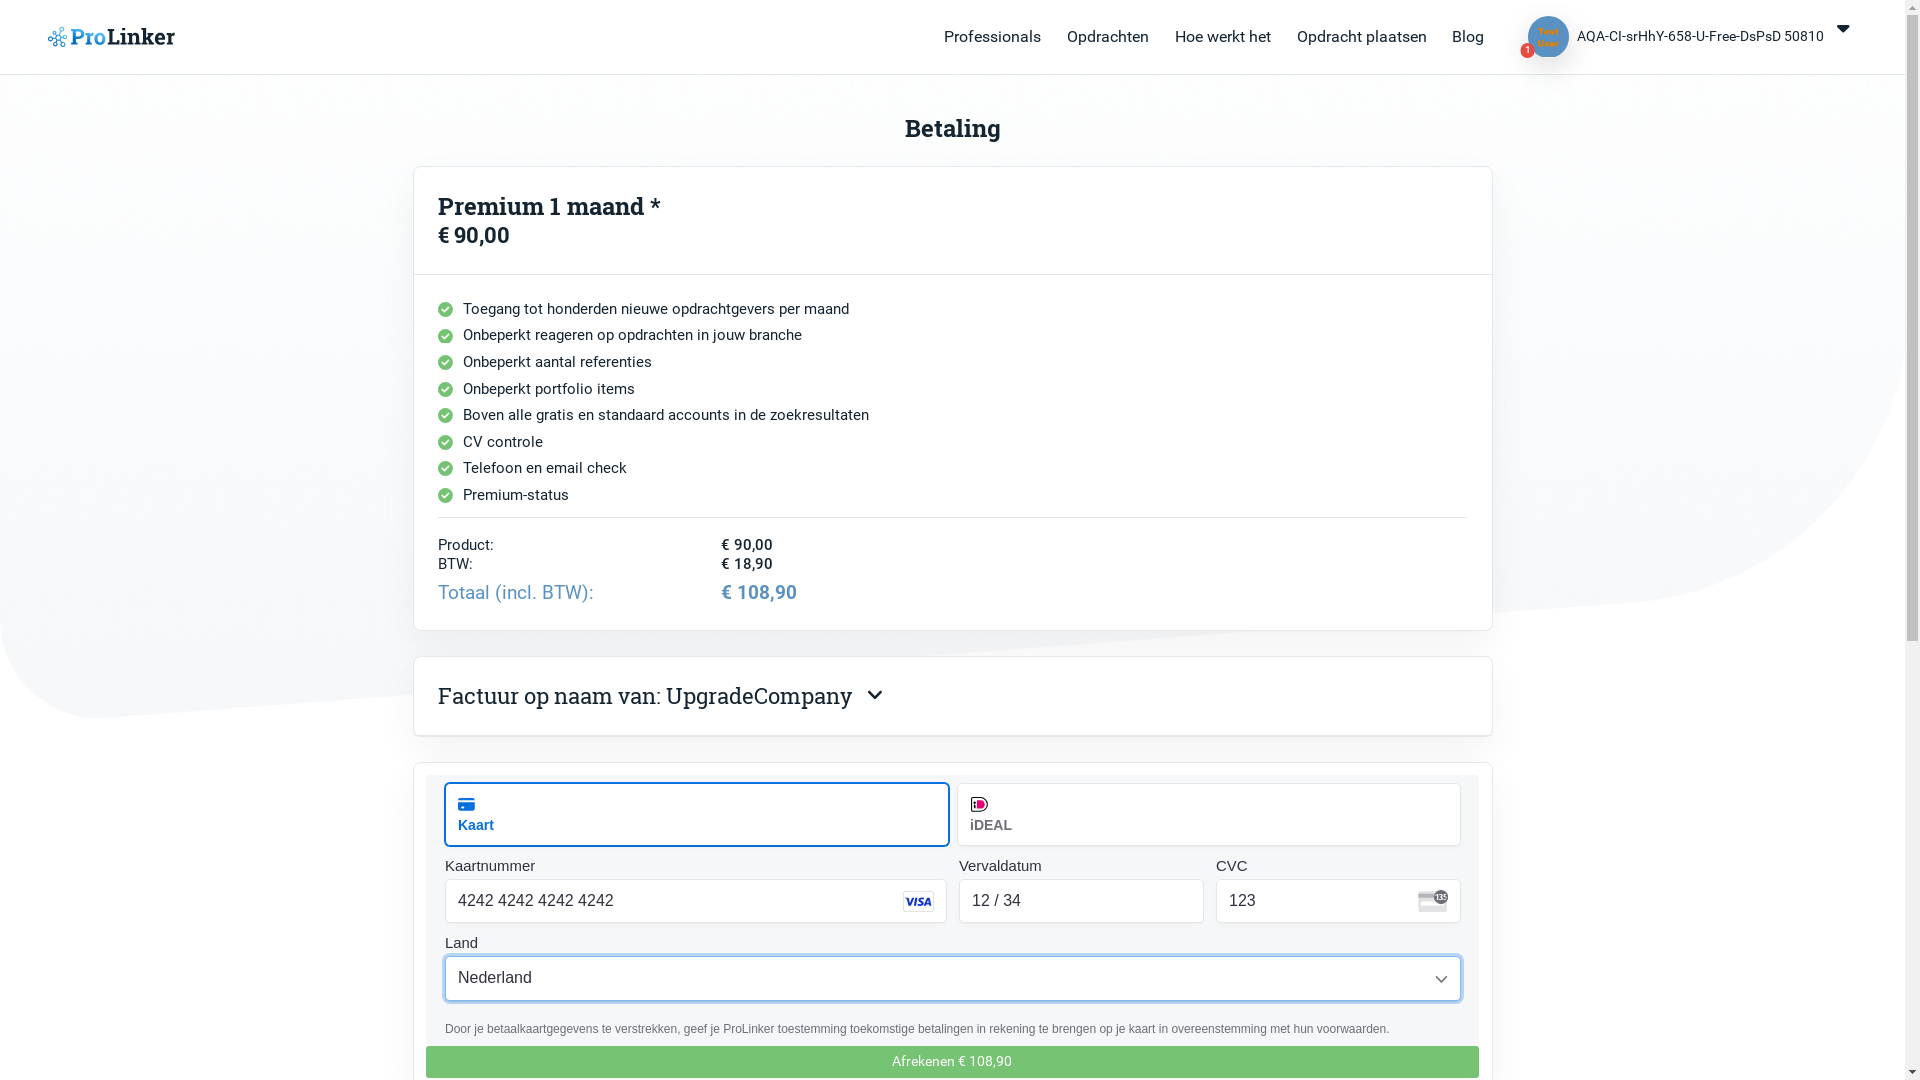 ProLinker
Professionals
Opdrachten
Hoe werkt het
Opdracht plaatsen
Blog
Test
User
1
AQA-CI-srHhY-658-U-Free-DsPsD 50810
Betaling
Premium 1 maand *
€ 90,00
Toegang tot honderden nieuwe opdrachtgevers per maand
Onbeperkt reageren op opdrachten in jouw branche
Onbeperkt aantal referenties
Onbeperkt portfolio items
Boven alle gratis en standaard accounts in de zoekresultaten
CV controle
Telefoon en email check
Premium-status
Product: € 90,00
BTW: € 18,90
Totaal (incl. BTW): € 108,90
Factuur op naam van: UpgradeCompany
Kaart
iDEAL
Kaartnummer Vervaldatum CVC
4242 4242 4242 4242 VISA 12 / 34 123 135
Land
Nederland
Door je betaalkaartgegevens te verstrekken, geef je ProLinker toestemming toekomstige betalingen in rekening te brengen op je kaart in overeenstemming met hun voorwaarden.
Afrekenen € 108,90